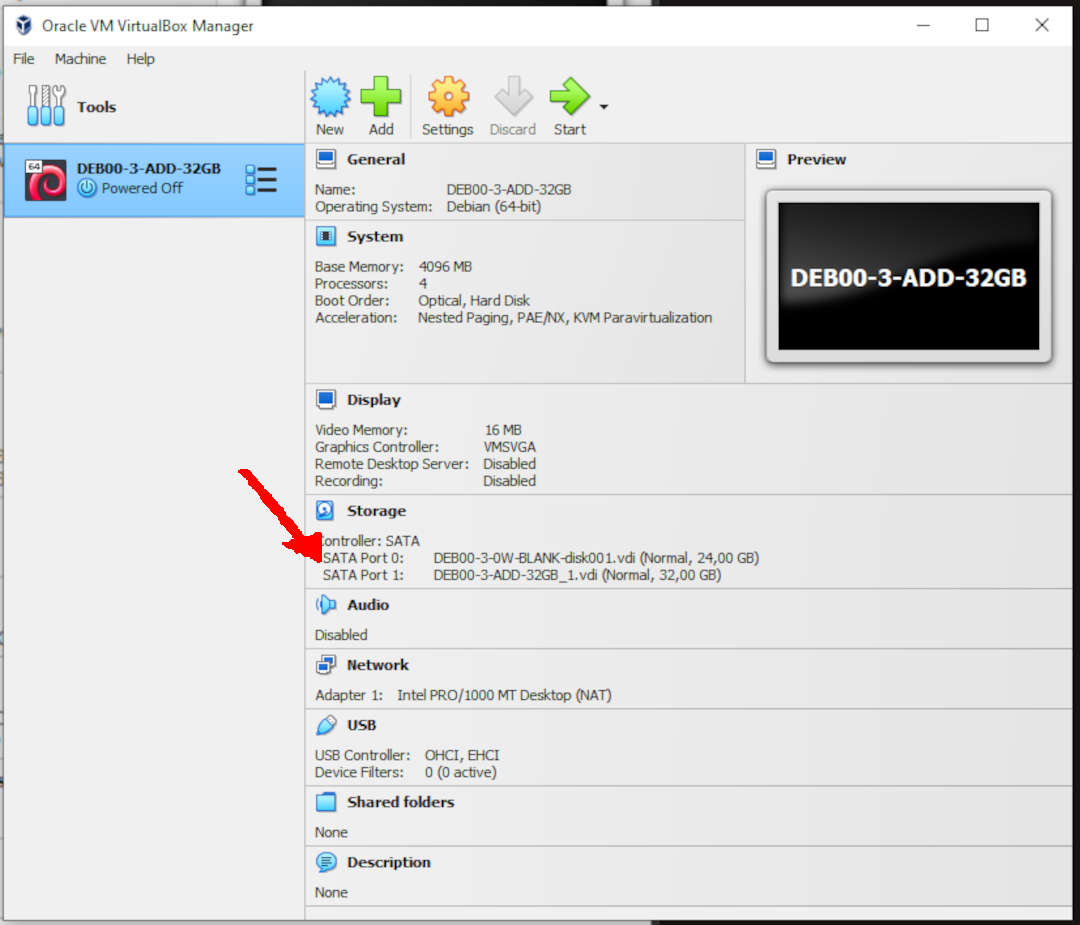 Oracle VM VirtualBox Manager
File Machine Help
Tools
New Add Settings Discard Start
64
DEB00-3-ADD-32GB
Powered Off
General
Name: DEB00-3-ADD-32GB
Operating System: Debian (64-bit)
Preview
DEB00-3-ADD-32GB
System
Base Memory: 4096 MB
Processors: 4
Boot Order: Optical, Hard Disk
Acceleration: Nested Paging, PAE/NX, KVM Paravirtualization
Display
Video Memory: 16 MB
Graphics Controller: VMSVGA
Remote Desktop Server: Disabled
Recording: Disabled
Storage
Controller: SATA
SATA Port 0: DEB00-3-0W-BLANK-disk001.vdi (Normal, 24,00 GB)
SATA Port 1: DEB00-3-ADD-32GB_1.vdi (Normal, 32,00 GB)
Audio
Disabled
Network
Adapter 1: Intel PRO/1000 MT Desktop (NAT)
USB
USB Controller: OHCI, EHCI
Device Filters: 0 (0 active)
Shared folders
None
Description
None